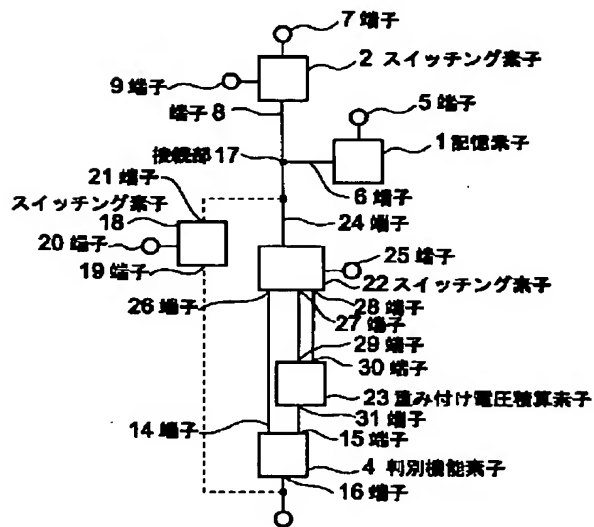 7 端子
2 スイッチング素子
9 端子
端子 8
5 端子
接続部 17
1 記憶素子
21 端子
6 端子
スイッチング素子
18
24 端子
20 端子
25 端子
19 端子
22 スイッチング素子
26 端子
28 端子
27 端子
29 端子
30 端子
23 重み付け電圧積算素子
31 端子
14 端子
15 端子
4 判別機能素子
16 端子